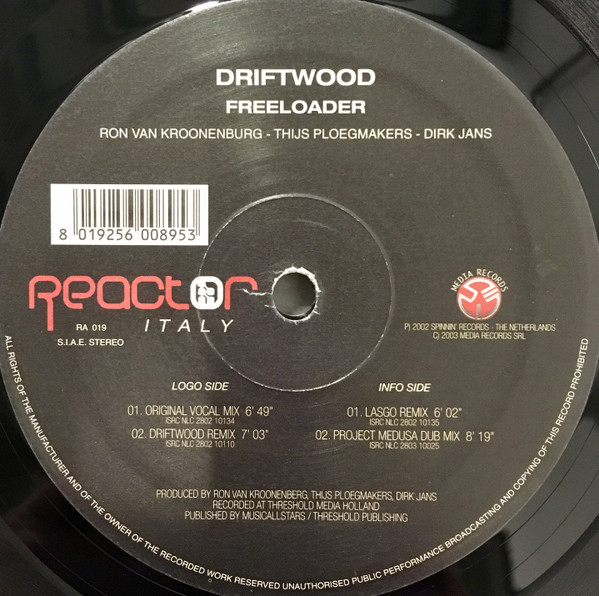 DRIFTWOOD
FREELOADER
RON VAN KROONENBURG - THIJS PLOEGMAKERS - DIRK JANS
8 019256 008953
Reactor
ITALY
RA 019
S.I.A.E. STEREO
MEDIA RECORDS
P) 2002 SPINNIN' RECORDS - THE NETHERLANDS
C) 2003 MEDIA RECORDS SRL
LOGO SIDE
01. ORIGINAL VOCAL MIX 6' 49"
ISRC NLC 2802 10134
02. DRIFTWOOD REMIX 7' 03"
ISRC NLC 2802 10110
INFO SIDE
01. LASGO REMIX 6' 02"
ISRC NLC 2802 10135
02. PROJECT MEDUSA DUB MIX 8' 19"
ISRC NLC 2803 10025
PRODUCED BY RON VAN KROONENBERG, THIJS PLOEGMAKERS, DIRK JANS
RECORDED AT THRESHOLD MEDIA HOLLAND
PUBLISHED BY MUSICALLSTARS / THRESHOLD PUBLISHING
ALL RIGHTS OF THE MANUFACTURER AND OF THE OWNER OF THE RECORDED WORK RESERVED UNAUTHORISED PUBLIC PERFORMANCE BROADCASTING AND COPYING OF THIS RECORD PROHIBITED